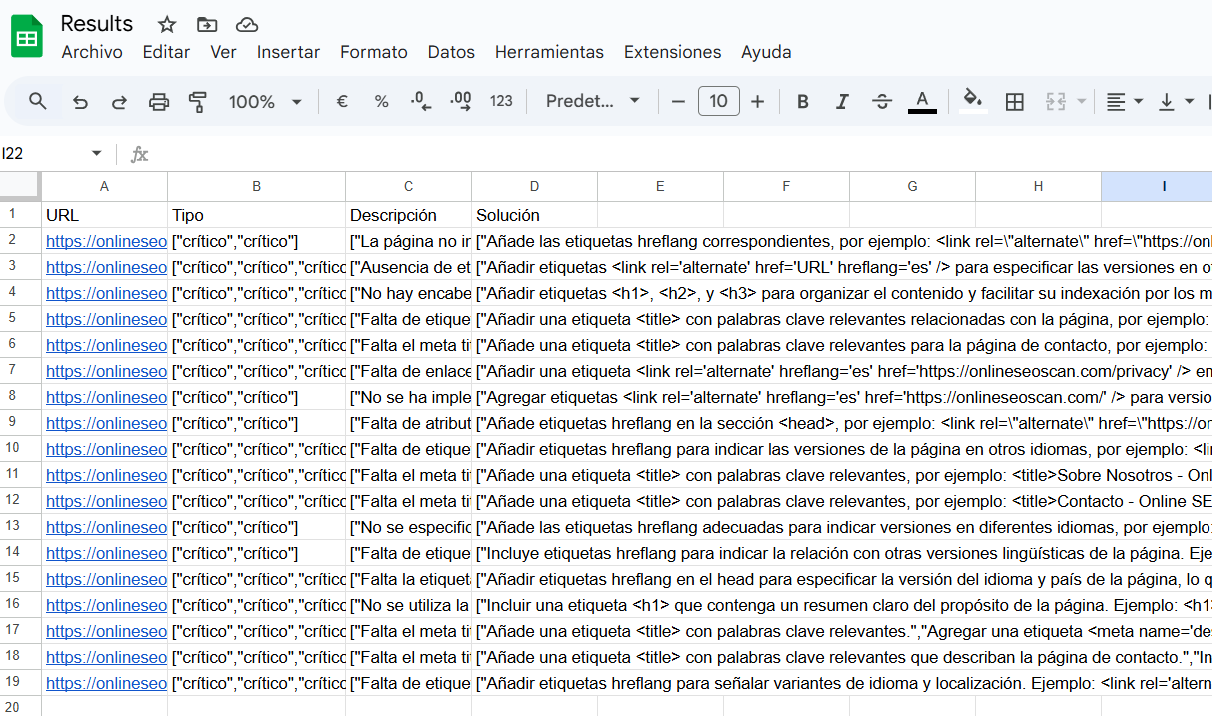 Results
Archivo Editar Ver Insertar Formato Datos Herramientas Extensiones Ayuda
100% € % .0 .00 123 Predet... 10 B I A
I22 fx
A B C D E F G H I
1 URL Tipo Descripción Solución
2 https://onlineseo ["crítico","crítico"] ["La página no ir ["Añade las etiquetas hreflang correspondientes, por ejemplo: <link rel=\"alternate\" href=\"https://onl
3 https://onlineseo ["crítico","crítico","crítico ["Ausencia de et ["Añadir etiquetas <link rel='alternate' href='URL' hreflang='es' /> para especificar las versiones en ot
4 https://onlineseo ["crítico","crítico","crítico ["No hay encabe ["Añadir etiquetas <h1>, <h2>, y <h3> para organizar el contenido y facilitar su indexación por los m
5 https://onlineseo ["crítico","crítico","crítico ["Falta de etique ["Añadir una etiqueta <title> con palabras clave relevantes relacionadas con la página, por ejemplo:
6 https://onlineseo ["crítico","crítico","crítico ["Falta el meta tí ["Añade una etiqueta <title> con palabras clave relevantes para la página de contacto, por ejemplo:
7 https://onlineseo ["crítico","crítico","crítico ["Falta de enlace ["Añadir una etiqueta <link rel='alternate' hreflang='es' href='https://onlineseoscan.com/privacy' /> en
8 https://onlineseo ["crítico","crítico"] ["No se ha imple ["Agregar etiquetas <link rel='alternate' hreflang='es' href='https://onlineseoscan.com/' /> para versio
9 https://onlineseo ["crítico","crítico","crítico ["Falta de atribut ["Añade etiquetas hreflang en la sección <head>, por ejemplo: <link rel=\"alternate\" href=\"https://o
10 https://onlineseo ["crítico","crítico","crítico ["Falta de etique ["Añade etiquetas hreflang para indicar las versiones de la página en otros idiomas, por ejemplo: <li
11 https://onlineseo ["crítico","crítico","crítico ["Falta el meta tí ["Añade una etiqueta <title> con palabras clave relevantes, por ejemplo: <title>Sobre Nosotros - Onl
12 https://onlineseo ["crítico","crítico","crítico ["Falta el meta tí ["Añade una etiqueta <title> con palabras clave relevantes, por ejemplo: <title>Contacto - Online SE
13 https://onlineseo ["crítico","crítico"] ["No se especific ["Añade las etiquetas hreflang adecuadas para indicar versiones en diferentes idiomas, por ejemplo:
14 https://onlineseo ["crítico","crítico"] ["Falta de etique ["Incluye etiquetas hreflang para indicar la relación con otras versiones lingüísticas de la página. Eje
15 https://onlineseo ["crítico","crítico","crítico ["Falta la etiquet ["Añadir etiquetas hreflang en el head para especificar la versión del idioma y país de la página, lo q
16 https://onlineseo ["crítico","crítico","crítico ["No se utiliza la ["Incluir una etiqueta <h1> que contenga un resumen claro del propósito de la página. Ejemplo: <h1>
17 https://onlineseo ["crítico","crítico","crítico ["Falta el meta tí ["Añade una etiqueta <title> con palabras clave relevantes.","Agregar una etiqueta <meta name='des
18 https://onlineseo ["crítico","crítico","crítico ["Falta el meta tí ["Añade una etiqueta <title> con palabras clave relevantes que describan la página de contacto.","In
19 https://onlineseo ["crítico","crítico","crítico ["Falta de etique ["Añadir etiquetas hreflang para señalar variantes de idioma y localización. Ejemplo: <link rel='altern
20